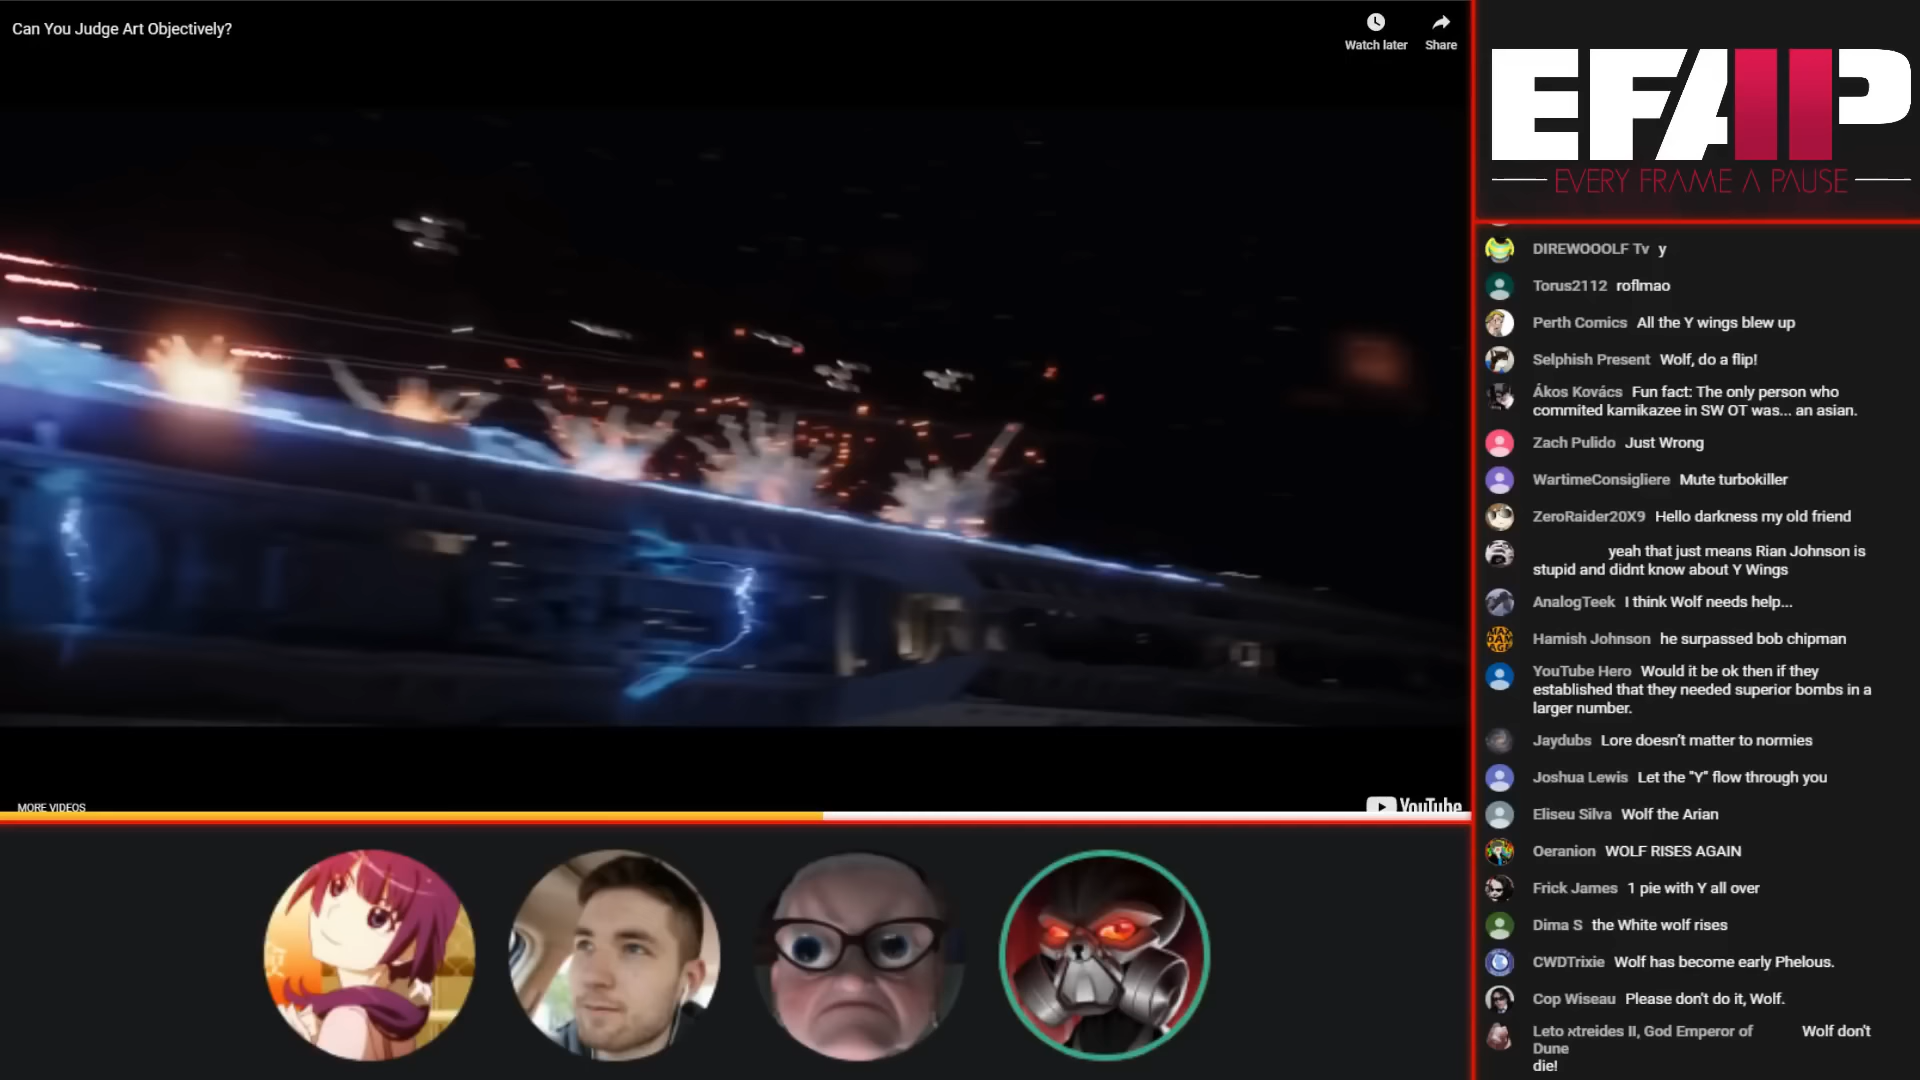 Can You Judge Art Objectively?
Watch later
Share
MORE VIDEOS
YouTube
EFAP
EVERY FRAME A PAUSE
DIREWOOOLF Tv y
Torus2112 roflmao
Perth Comics All the Y wings blew up
Selphish Present Wolf, do a flip!
Ákos Kovács Fun fact: The only person who
commited kamikazee in SW OT was... an asian.
Zach Pulido Just Wrong
WartimeConsigliere Mute turbokiller
ZeroRaider20X9 Hello darkness my old friend
yeah that just means Rian Johnson is
stupid and didnt know about Y Wings
AnalogTeek I think Wolf needs help...
Hamish Johnson he surpassed bob chipman
YouTube Hero Would it be ok then if they
established that they needed superior bombs in a
larger number.
Jaydubs Lore doesn't matter to normies
Joshua Lewis Let the "Y" flow through you
Eliseu Silva Wolf the Arian
Oeranion WOLF RISES AGAIN
Frick James 1 pie with Y all over
Dima S the White wolf rises
CWDTrixie Wolf has become early Phelous.
Cop Wiseau Please don't do it, Wolf.
Leto אtreides II, God Emperor of Wolf don't
Dune
die!